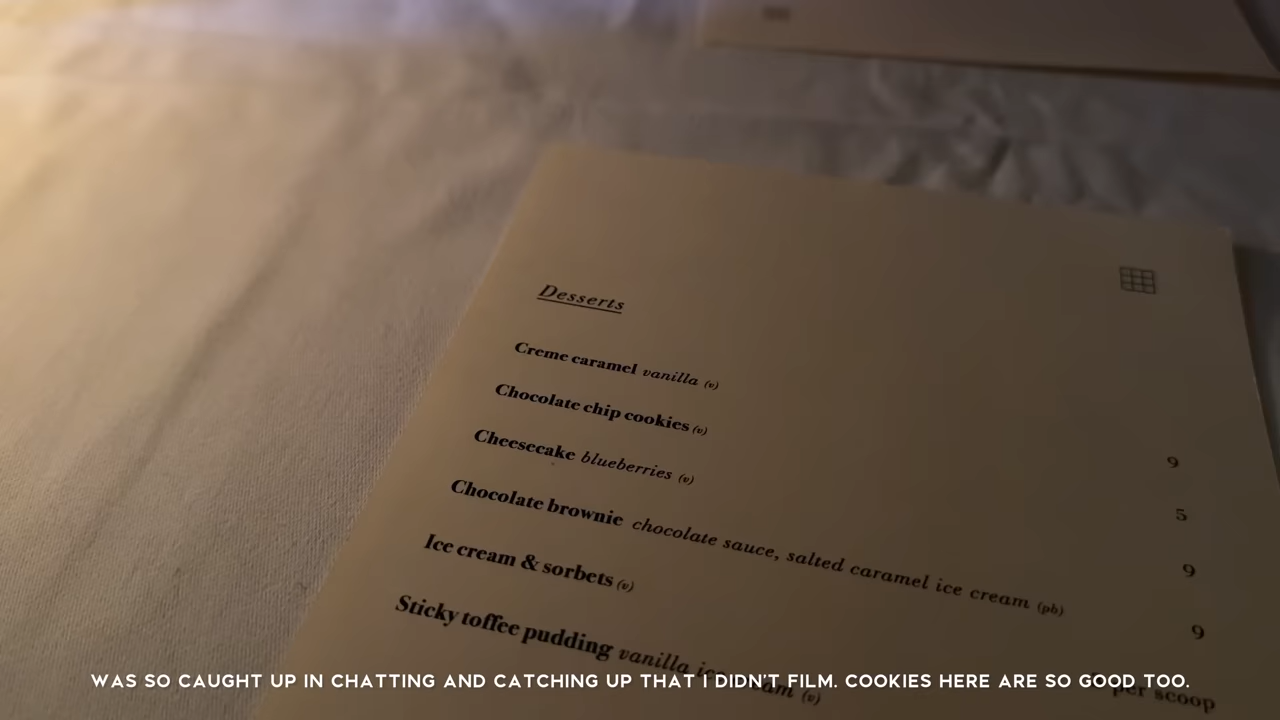 Desserts
Creme caramel vanilla (v) 9
Chocolate chip cookies (v) 5
Cheesecake blueberries (v) 9
Chocolate brownie chocolate sauce, salted caramel ice cream (pb) 9
Ice cream & sorbets (v) per scoop
Sticky toffee pudding vanilla ice cream (v)
WAS SO CAUGHT UP IN CHATTING AND CATCHING UP THAT I DIDN'T FILM. COOKIES HERE ARE SO GOOD TOO.